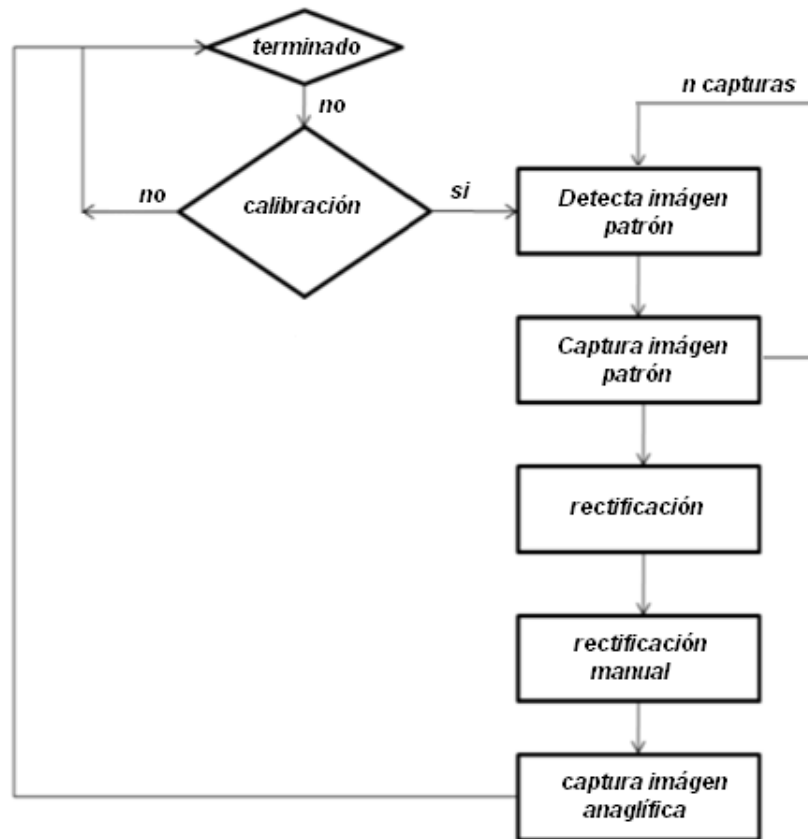 terminado
n capturas
no
no
calibración
si
Detecta imágen
patrón
Captura imágen
patrón
rectificación
rectificación
manual
captura imágen
anaglífica